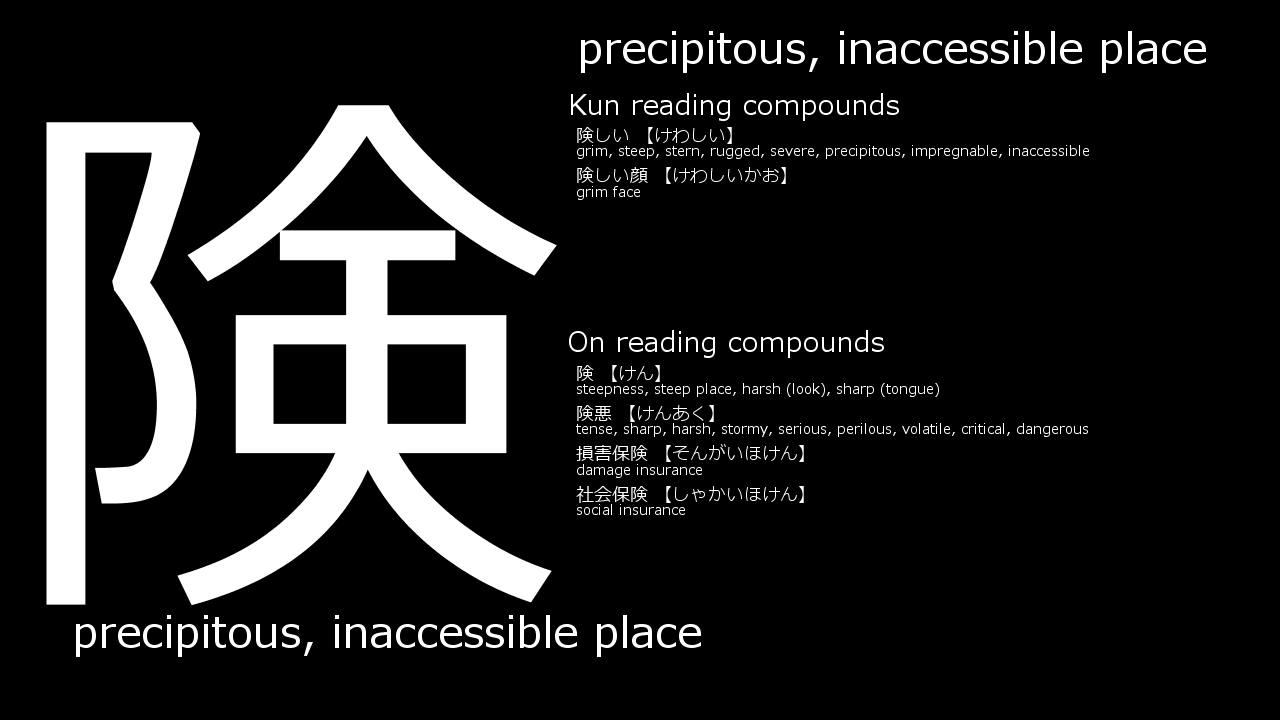 険
precipitous, inaccessible place
precipitous, inaccessible place
Kun reading compounds
険しい 【けわしい】
grim, steep, stern, rugged, severe, precipitous, impregnable, inaccessible
険しい顔 【けわしいかお】
grim face
On reading compounds
険 【けん】
steepness, steep place, harsh (look), sharp (tongue)
険悪 【けんあく】
tense, sharp, harsh, stormy, serious, perilous, volatile, critical, dangerous
損害保険 【そんがいほけん】
damage insurance
社会保険 【しゃかいほけん】
social insurance